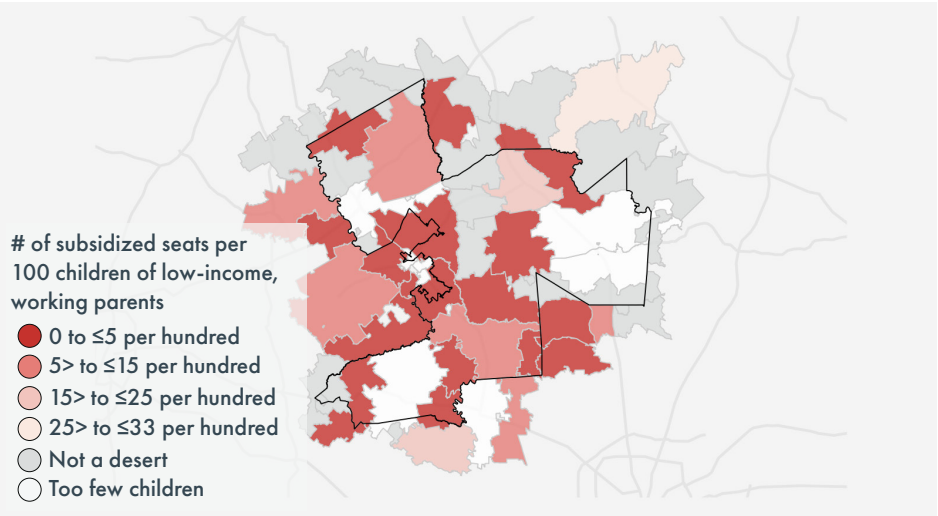 # of subsidized seats per
100 children of low-income,
working parents
0 to ≤5 per hundred
5> to ≤15 per hundred
15> to ≤25 per hundred
25> to ≤33 per hundred
Not a desert
Too few children